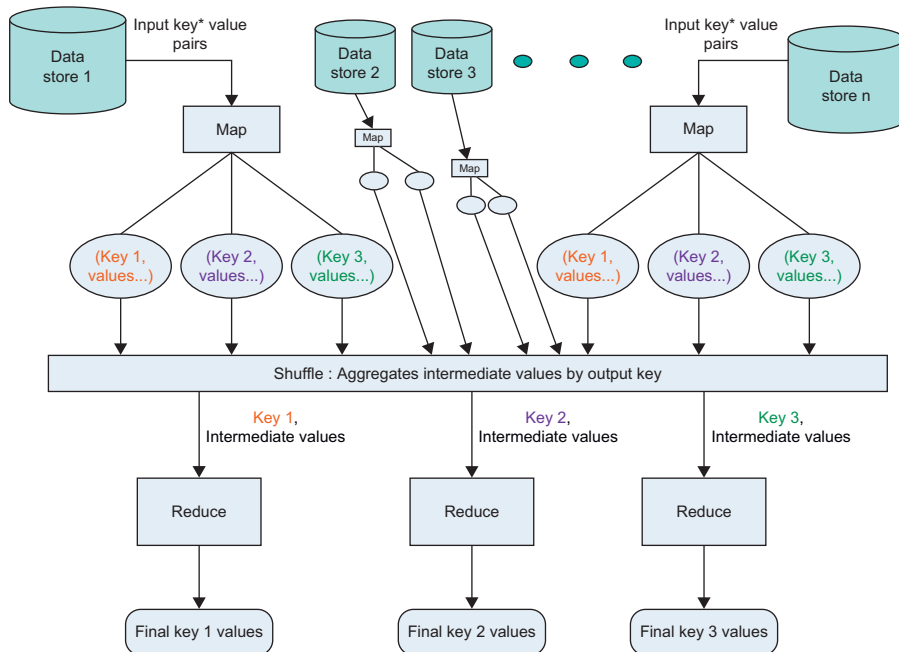 Input key* value
pairs
Data
store 1
Data
store 2
Data
store 3
Input key* value
pairs
Data
store n
Map
Map
Map
Map
(Key 1,
values...)
(Key 2,
values...)
(Key 3,
values...)
(Key 1,
values...)
(Key 2,
values...)
(Key 3,
values...)
Shuffle : Aggregates intermediate values by output key
Key 1,
Intermediate values
Key 2,
Intermediate values
Key 3,
Intermediate values
Reduce
Reduce
Reduce
Final key 1 values
Final key 2 values
Final key 3 values